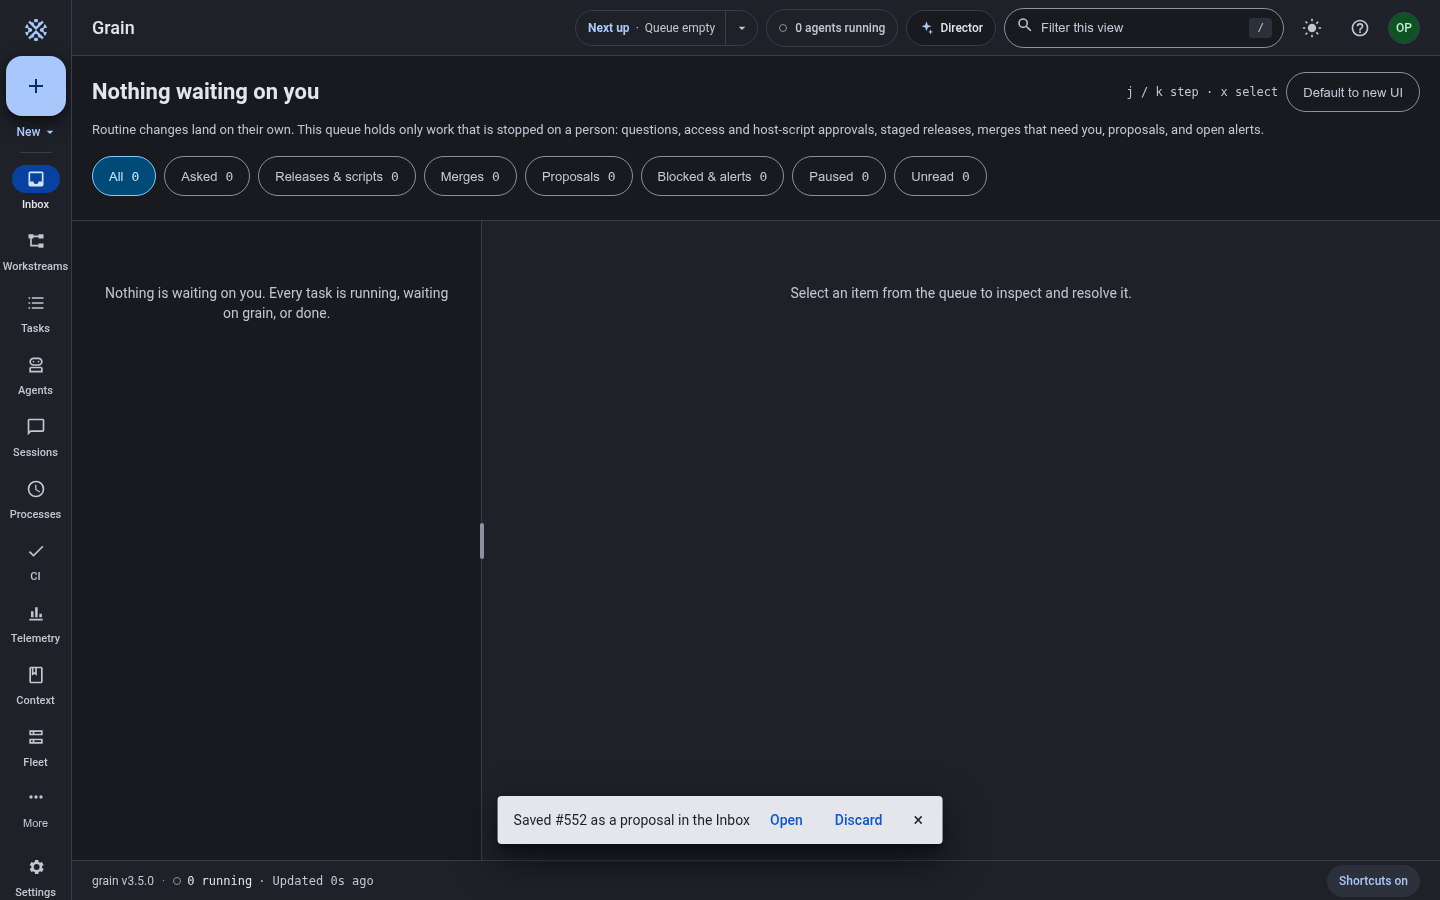 Grain
Next up · Queue empty
0 agents running
Director
Filter this view
/
OP
New
Inbox
Workstreams
Tasks
Agents
Sessions
Processes
CI
Telemetry
Context
Fleet
More
Settings
Nothing waiting on you
j / k step · x select
Default to new UI
Routine changes land on their own. This queue holds only work that is stopped on a person: questions, access and host-script approvals, staged releases, merges that need you, proposals, and open alerts.
All 0
Asked 0
Releases & scripts 0
Merges 0
Proposals 0
Blocked & alerts 0
Paused 0
Unread 0
Nothing is waiting on you. Every task is running, waiting
on grain, or done.
Select an item from the queue to inspect and resolve it.
Saved #552 as a proposal in the Inbox
Open
Discard
×
grain v3.5.0 · 0 running · Updated 0s ago
Shortcuts on